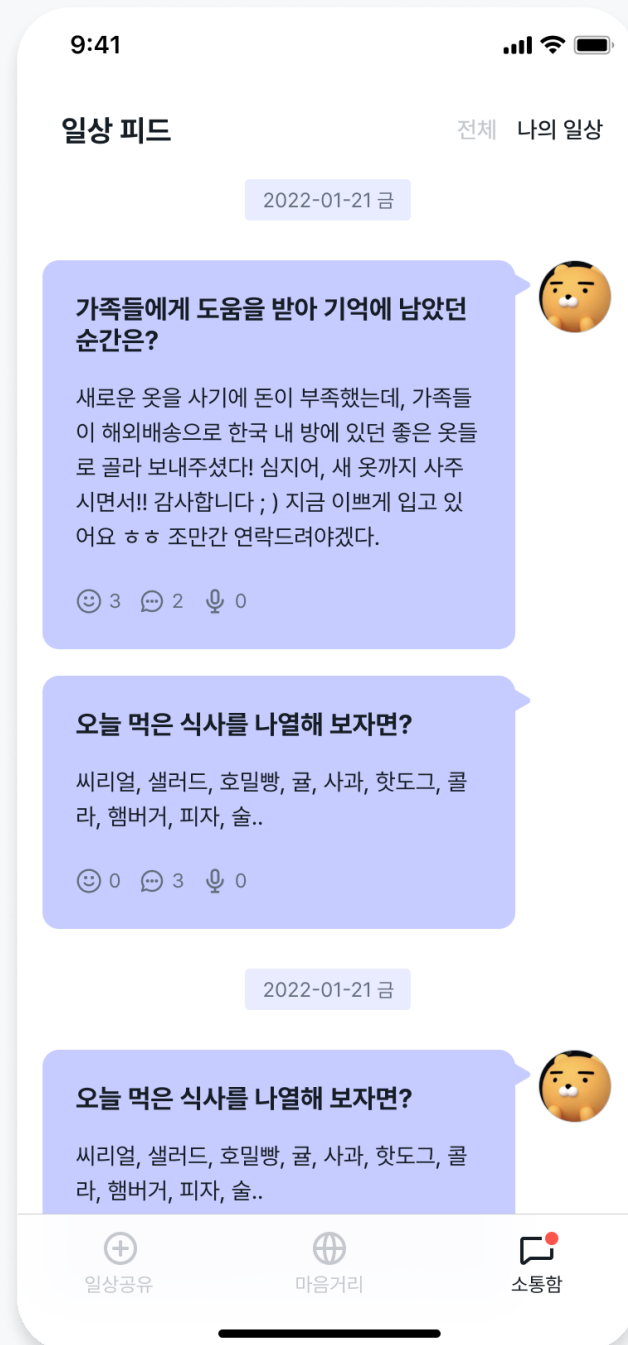 9:41
일상 피드
전체 나의 일상
2022-01-21 금
가족들에게 도움을 받아 기억에 남았던
순간은?
새로운 옷을 사기에 돈이 부족했는데, 가족들
이 해외배송으로 한국 내 방에 있던 좋은 옷들
로 골라 보내주셨다! 심지어, 새 옷까지 사주
시면서!! 감사합니다 ; ) 지금 이쁘게 입고 있
어요 ㅎㅎ 조만간 연락드려야겠다.
3 2 0
오늘 먹은 식사를 나열해 보자면?
씨리얼, 샐러드, 호밀빵, 귤, 사과, 핫도그, 콜
라, 햄버거, 피자, 술..
0 3 0
2022-01-21 금
오늘 먹은 식사를 나열해 보자면?
씨리얼, 샐러드, 호밀빵, 귤, 사과, 핫도그, 콜
라, 햄버거, 피자, 술..
일상공유 마음거리 소통함